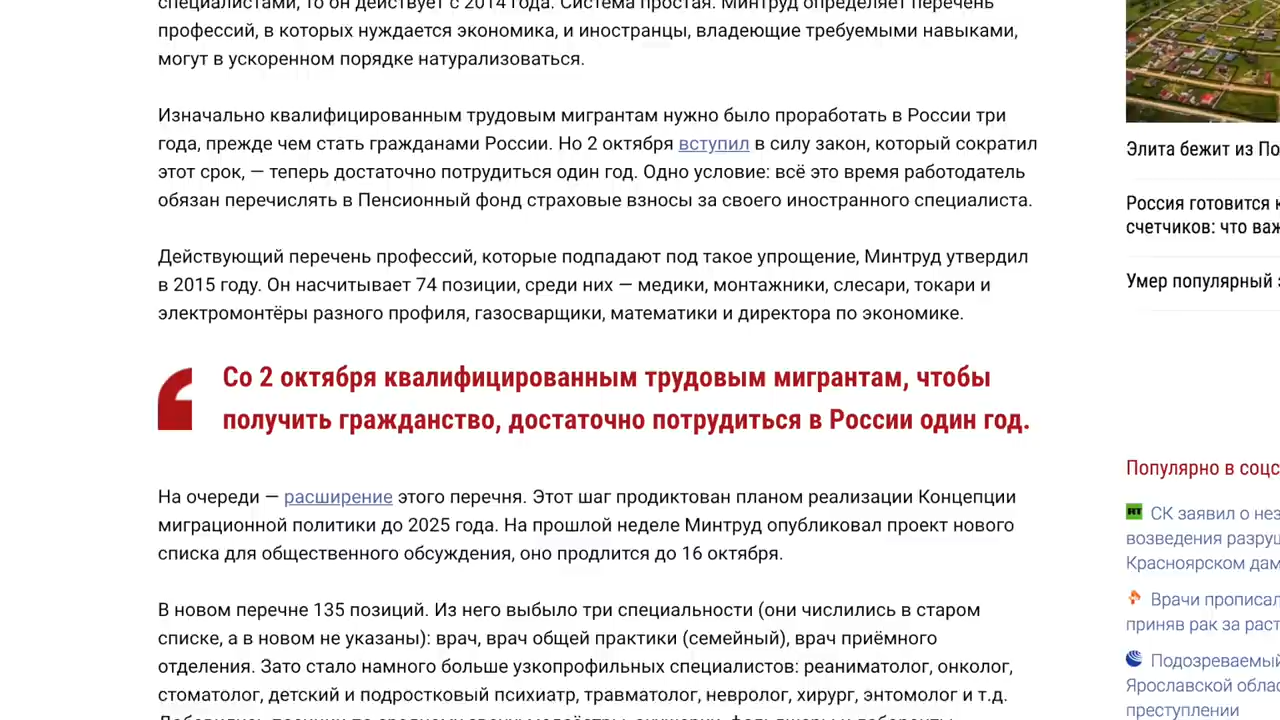 специалистами, то он действует с 2014 года. Система простая. Минтруд определяет перечень
профессий, в которых нуждается экономика, и иностранцы, владеющие требуемыми навыками,
могут в ускоренном порядке натурализоваться.
Изначально квалифицированным трудовым мигрантам нужно было проработать в России три
года, прежде чем стать гражданами России. Но 2 октября вступил в силу закон, который сократил
этот срок, — теперь достаточно потрудиться один год. Одно условие: всё это время работодатель
обязан перечислять в Пенсионный фонд страховые взносы за своего иностранного специалиста.
Действующий перечень профессий, которые подпадают под такое упрощение, Минтруд утвердил
в 2015 году. Он насчитывает 74 позиции, среди них — медики, монтажники, слесари, токари и
электромонтёры разного профиля, газосварщики, математики и директора по экономике.
Со 2 октября квалифицированным трудовым мигрантам, чтобы
получить гражданство, достаточно потрудиться в России один год.
На очереди — расширение этого перечня. Этот шаг продиктован планом реализации Концепции
миграционной политики до 2025 года. На прошлой неделе Минтруд опубликовал проект нового
списка для общественного обсуждения, оно продлится до 16 октября.
В новом перечне 135 позиций. Из него выбыло три специальности (они числились в старом
списке, а в новом не указаны): врач, врач общей практики (семейный), врач приёмного
отделения. Зато стало намного больше узкопрофильных специалистов: реаниматолог, онколог,
стоматолог, детский и подростковый психиатр, травматолог, невролог, хирург, энтомолог и т.д.
Элита бежит из По
Россия готовится к
счетчиков: что важ
Умер популярный
Популярно в соцс
RT СК заявил о нез
возведения разруш
Красноярском дам
Врачи прописал
приняв рак за раст
Подозреваемый
Ярославской облас
преступлении